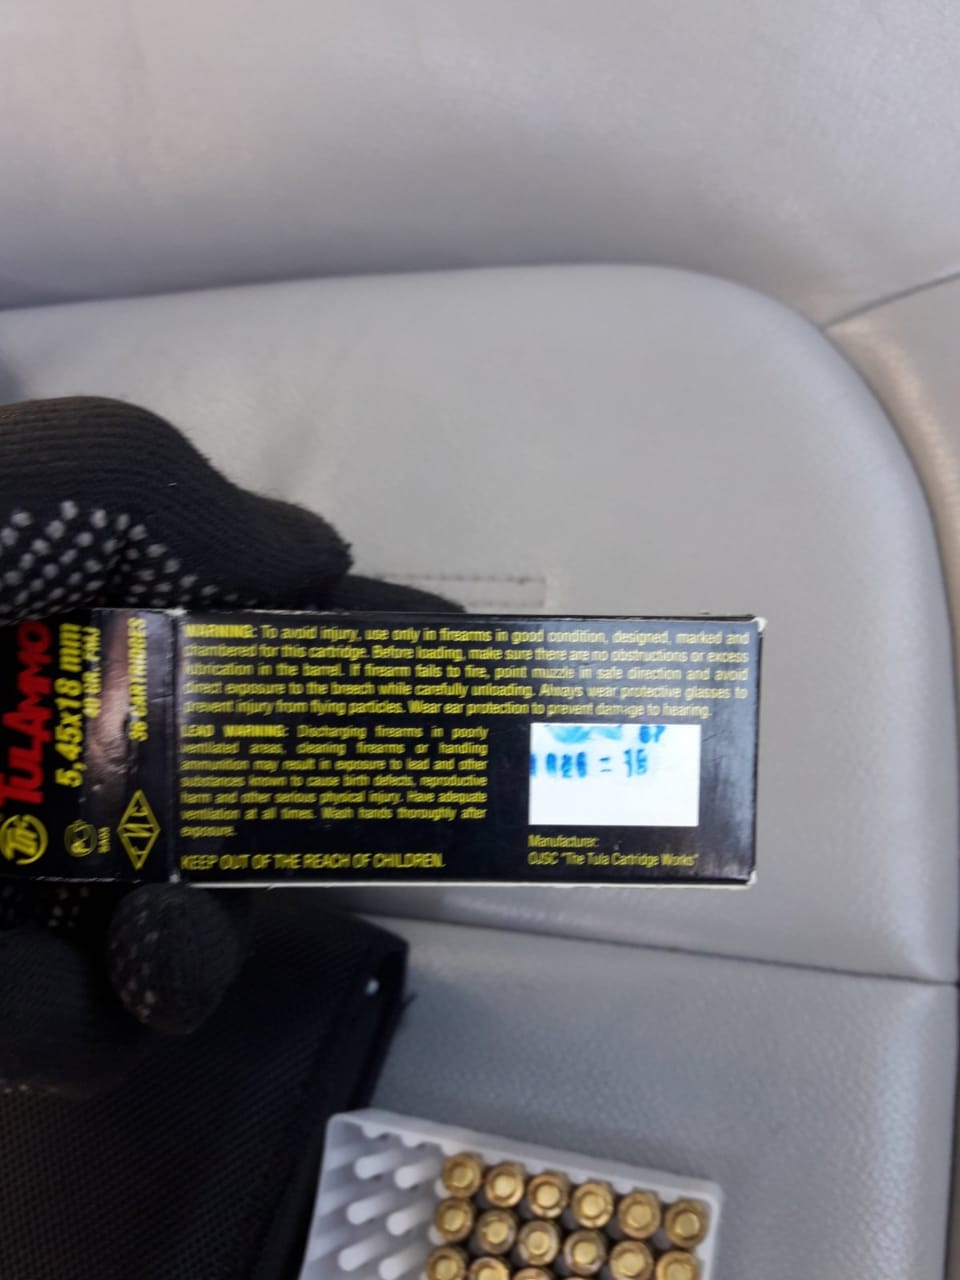 TULAMMO
5,45x18 mm
40 GR. FMJ
36 CARTRIDGES
WARNING: To avoid injury, use only in firearms in good condition, designed, marked and
chambered for this cartridge. Before loading, make sure there are no obstructions or excess
lubrication in the barrel. If firearm fails to fire, point muzzle in safe direction and avoid
direct exposure to the breech while carefully unloading. Always wear protective glasses to
prevent injury from flying particles. Wear ear protection to prevent damage to hearing.
LEAD WARNING: Discharging firearms in poorly
ventilated areas, cleaning firearms or handling
ammunition may result in exposure to lead and other
substances known to cause birth defects, reproductive
harm and other serious physical injury. Have adequate
ventilation at all times. Wash hands thoroughly after
exposure.
KEEP OUT OF THE REACH OF CHILDREN.
Manufacturer:
OJSC "The Tula Cartridge Works"